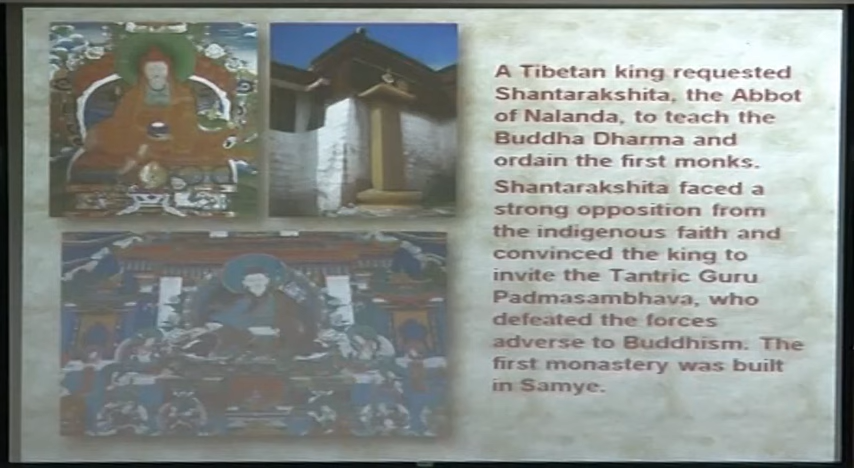 A Tibetan king requested
Shantarakshita, the Abbot
of Nalanda, to teach the
Buddha Dharma and
ordain the first monks.
Shantarakshita faced a
strong opposition from
the indigenous faith and
convinced the king to
invite the Tantric Guru
Padmasambhava, who
defeated the forces
adverse to Buddhism. The
first monastery was built
in Samye.